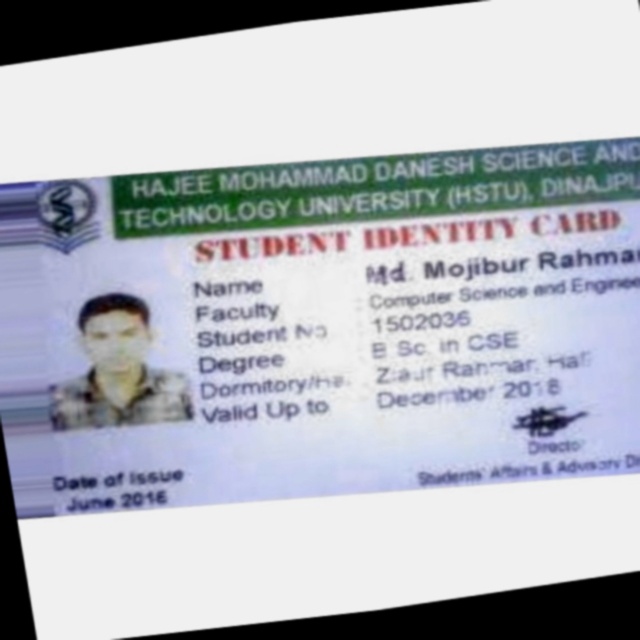 HAJEE MOHAMMAD DANESH SCIENCE AND
TECHNOLOGY UNIVERSITY (HSTU), DINAJPU
STUDENT IDENTITY CARD
Name Md. Mojibur Rahma
Faculty : Computer Science and Enginee
Student No : 1502036
Degree B Sc. in CSE
Dormitory/Ha Ziaur Rahman Hall
Valid Up to December 2018
Director
Students' Affairs & Advisory Di
Date of Issue
June 2016